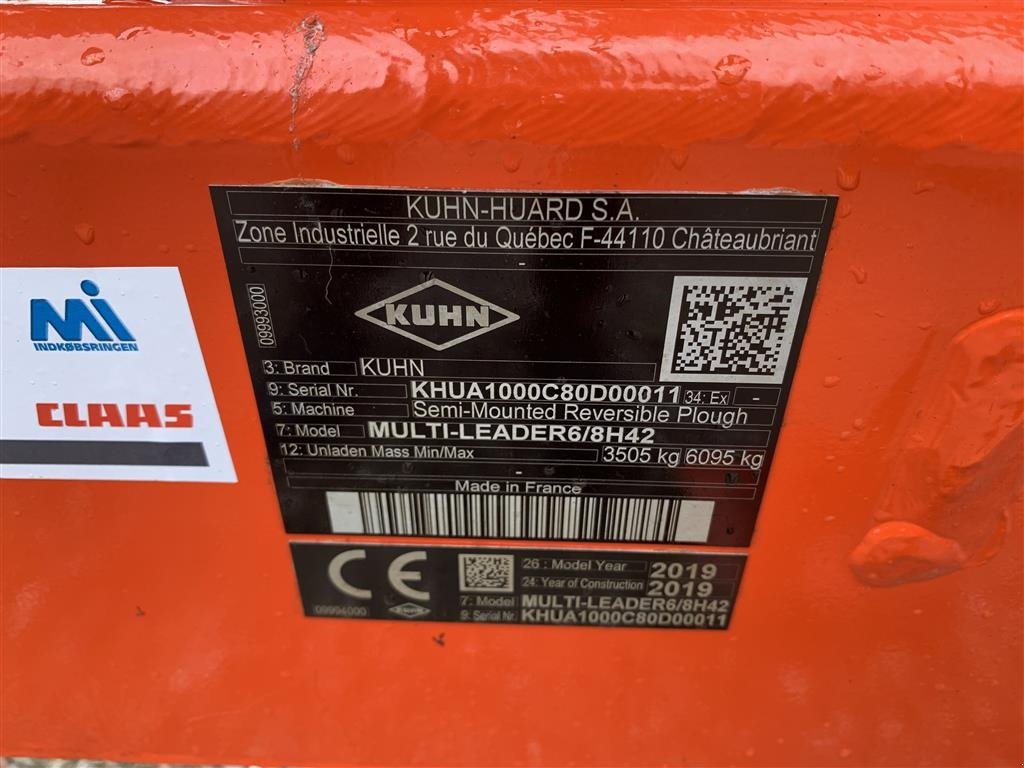 KUHN-HUARD S.A.
Zone Industrielle 2 rue du Québec F-44110 Châteaubriant
-
09993000
KUHN
3: Brand KUHN
9: Serial Nr. KHUA1000C80D00011 34: Ex -
5: Machine Semi-Mounted Reversible Plough
7: Model MULTI-LEADER6/8H42
12: Unladen Mass Min/Max 3505 kg 6095 kg
-
Made in France
CE
09994000
KUHN
26 : Model Year 2019
24: Year of Construction 2019
7: Model MULTI-LEADER6/8H42
9: Serial Nr. KHUA1000C80D00011
Mi
INDKØBSRINGEN
CLAAS